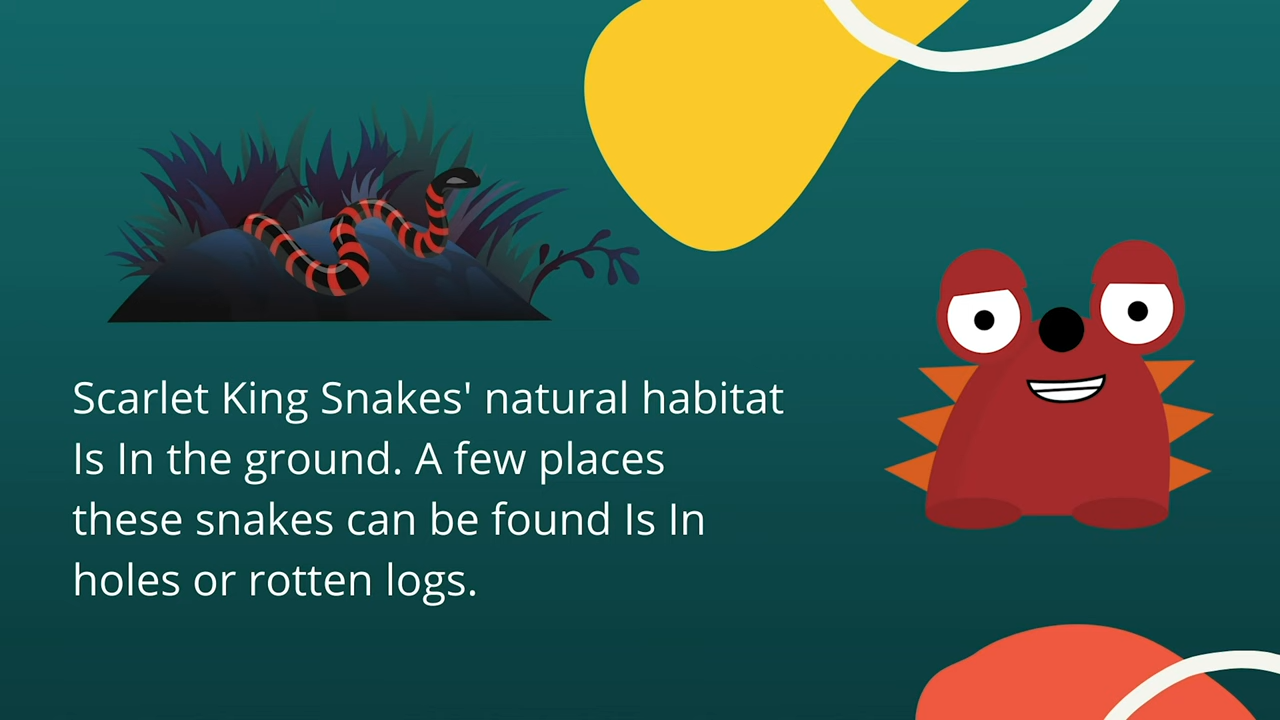 Scarlet King Snakes' natural habitat
Is In the ground. A few places
these snakes can be found Is In
holes or rotten logs.